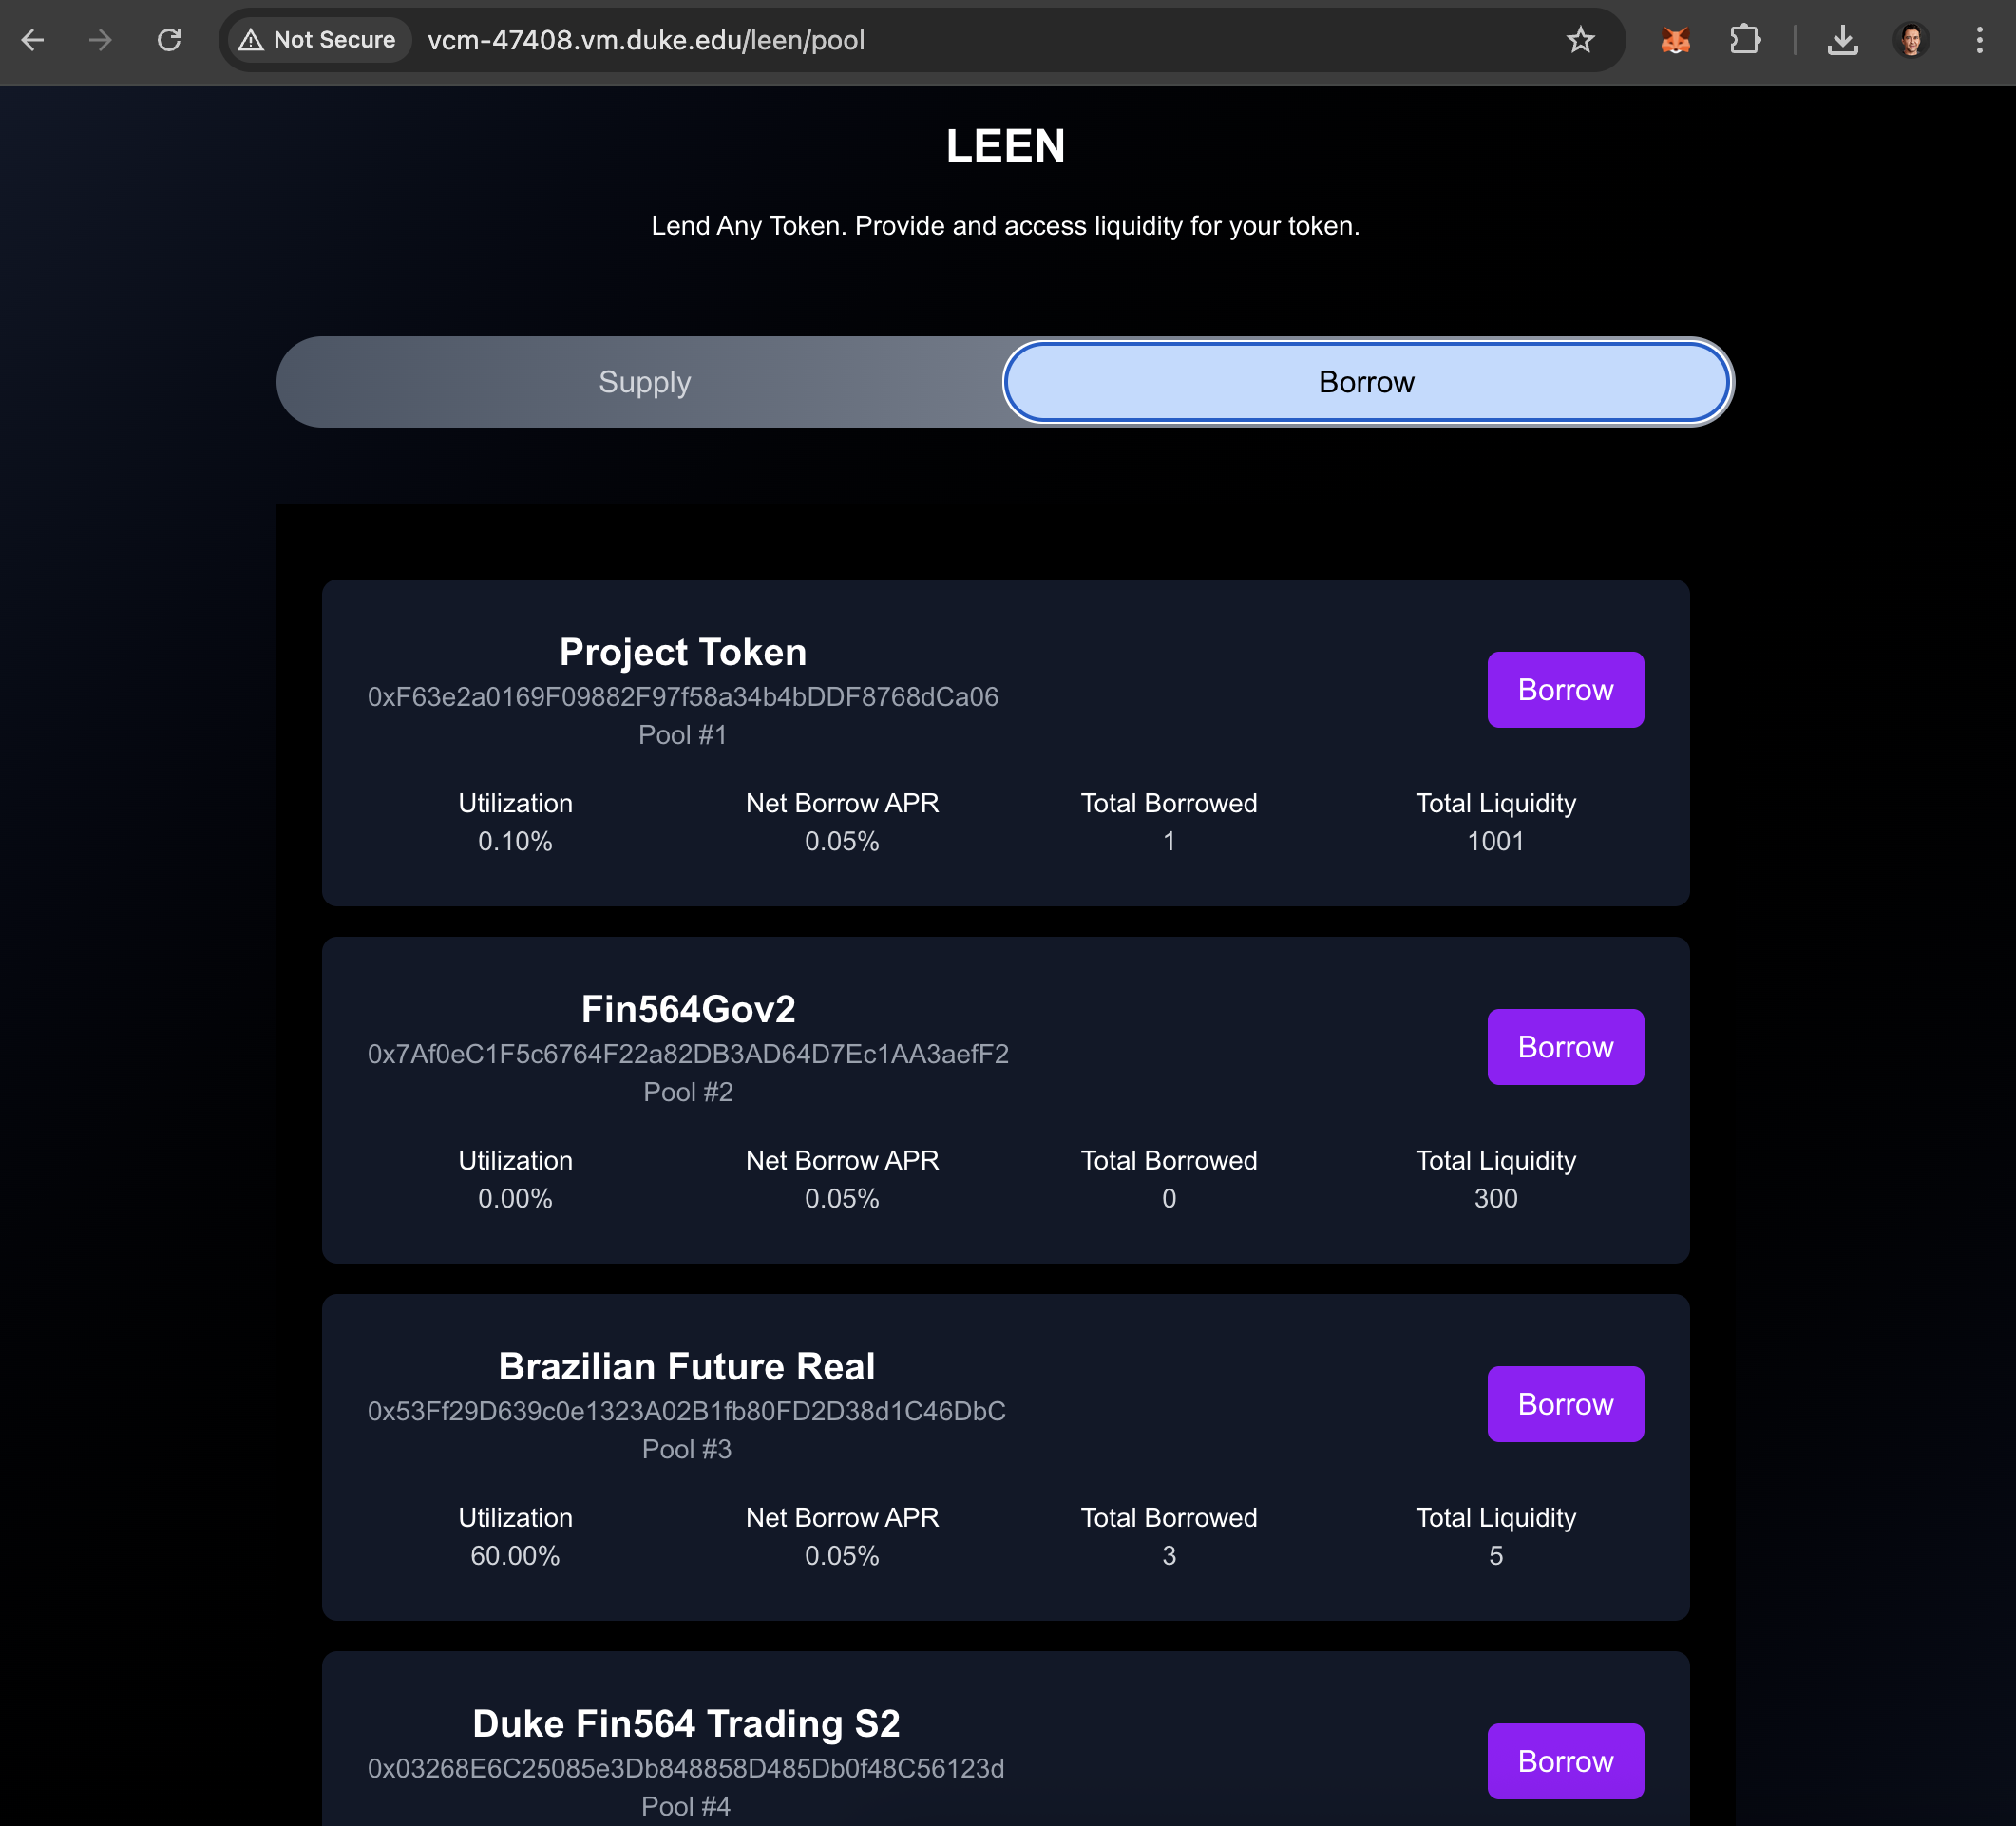 Not Secure vcm-47408.vm.duke.edu/leen/pool
LEEN
Lend Any Token. Provide and access liquidity for your token.
Supply Borrow
Project Token
0xF63e2a0169F09882F97f58a34b4bDDF8768dCa06
Pool #1
Borrow
Utilization Net Borrow APR Total Borrowed Total Liquidity
0.10% 0.05% 1 1001
Fin564Gov2
0x7Af0eC1F5c6764F22a82DB3AD64D7Ec1AA3aefF2
Pool #2
Borrow
Utilization Net Borrow APR Total Borrowed Total Liquidity
0.00% 0.05% 0 300
Brazilian Future Real
0x53Ff29D639c0e1323A02B1fb80FD2D38d1C46DbC
Pool #3
Borrow
Utilization Net Borrow APR Total Borrowed Total Liquidity
60.00% 0.05% 3 5
Duke Fin564 Trading S2
0x03268E6C25085e3Db848858D485Db0f48C56123d
Pool #4
Borrow